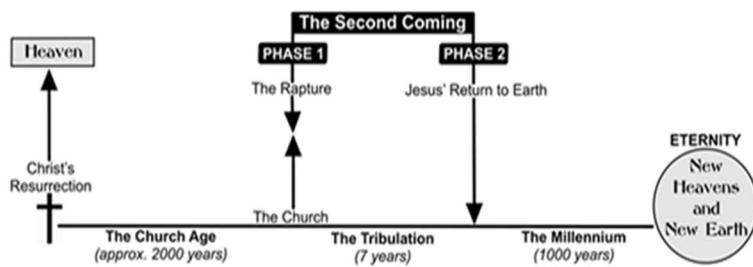 The Second Coming
Heaven
PHASE 1
PHASE 2
The Rapture
Jesus' Return to Earth
ETERNITY
New
Heavens
and
New Earth
Christ's
Resurrection
The Church
The Church Age
(approx. 2000 years)
The Tribulation
(7 years)
The Millennium
(1000 years)